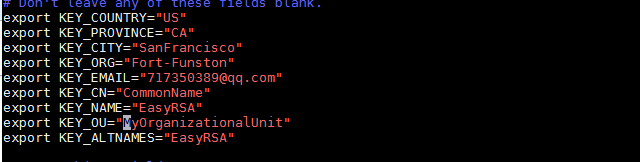 # Don't leave any of these fields blank.
export KEY_COUNTRY="US"
export KEY_PROVINCE="CA"
export KEY_CITY="SanFrancisco"
export KEY_ORG="Fort-Funston"
export KEY_EMAIL="717350389@qq.com"
export KEY_CN="CommonName"
export KEY_NAME="EasyRSA"
export KEY_OU="MyOrganizationalUnit"
export KEY_ALTNAMES="EasyRSA"